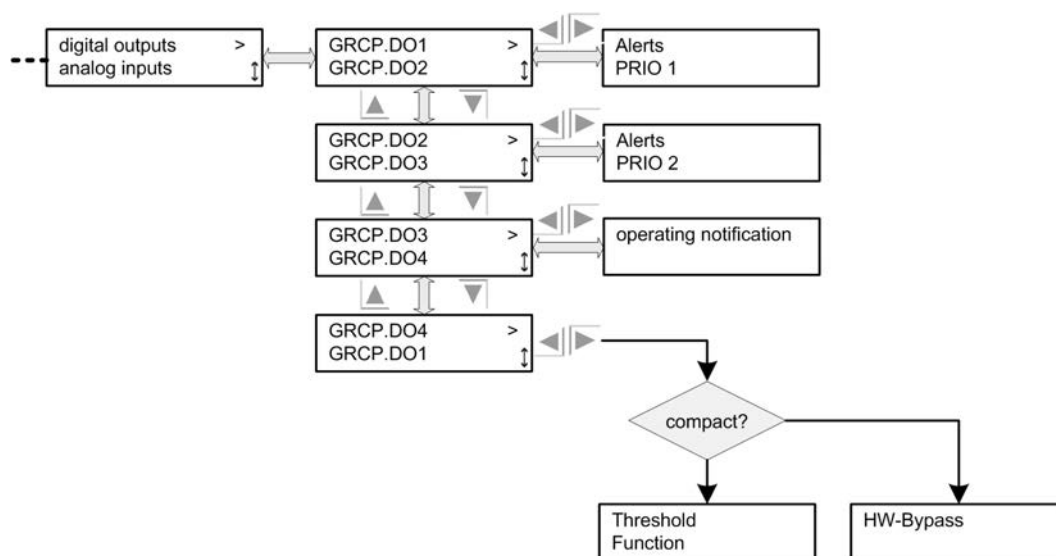 digital outputs >
analog inputs
GRCP.DO1 >
GRCP.DO2
Alerts
PRIO 1
GRCP.DO2 >
GRCP.DO3
Alerts
PRIO 2
GRCP.DO3 >
GRCP.DO4
operating notification
GRCP.DO4 >
GRCP.DO1
compact?
Threshold
Function
HW-Bypass